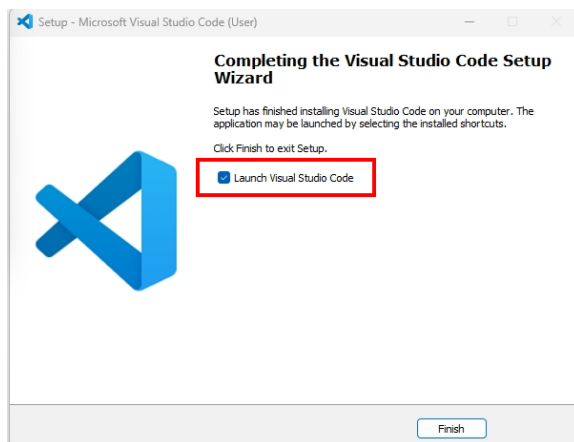 Setup - Microsoft Visual Studio Code (User)
Completing the Visual Studio Code Setup
Wizard
Setup has finished installing Visual Studio Code on your computer. The
application may be launched by selecting the installed shortcuts.
Click Finish to exit Setup.
Launch Visual Studio Code
Finish